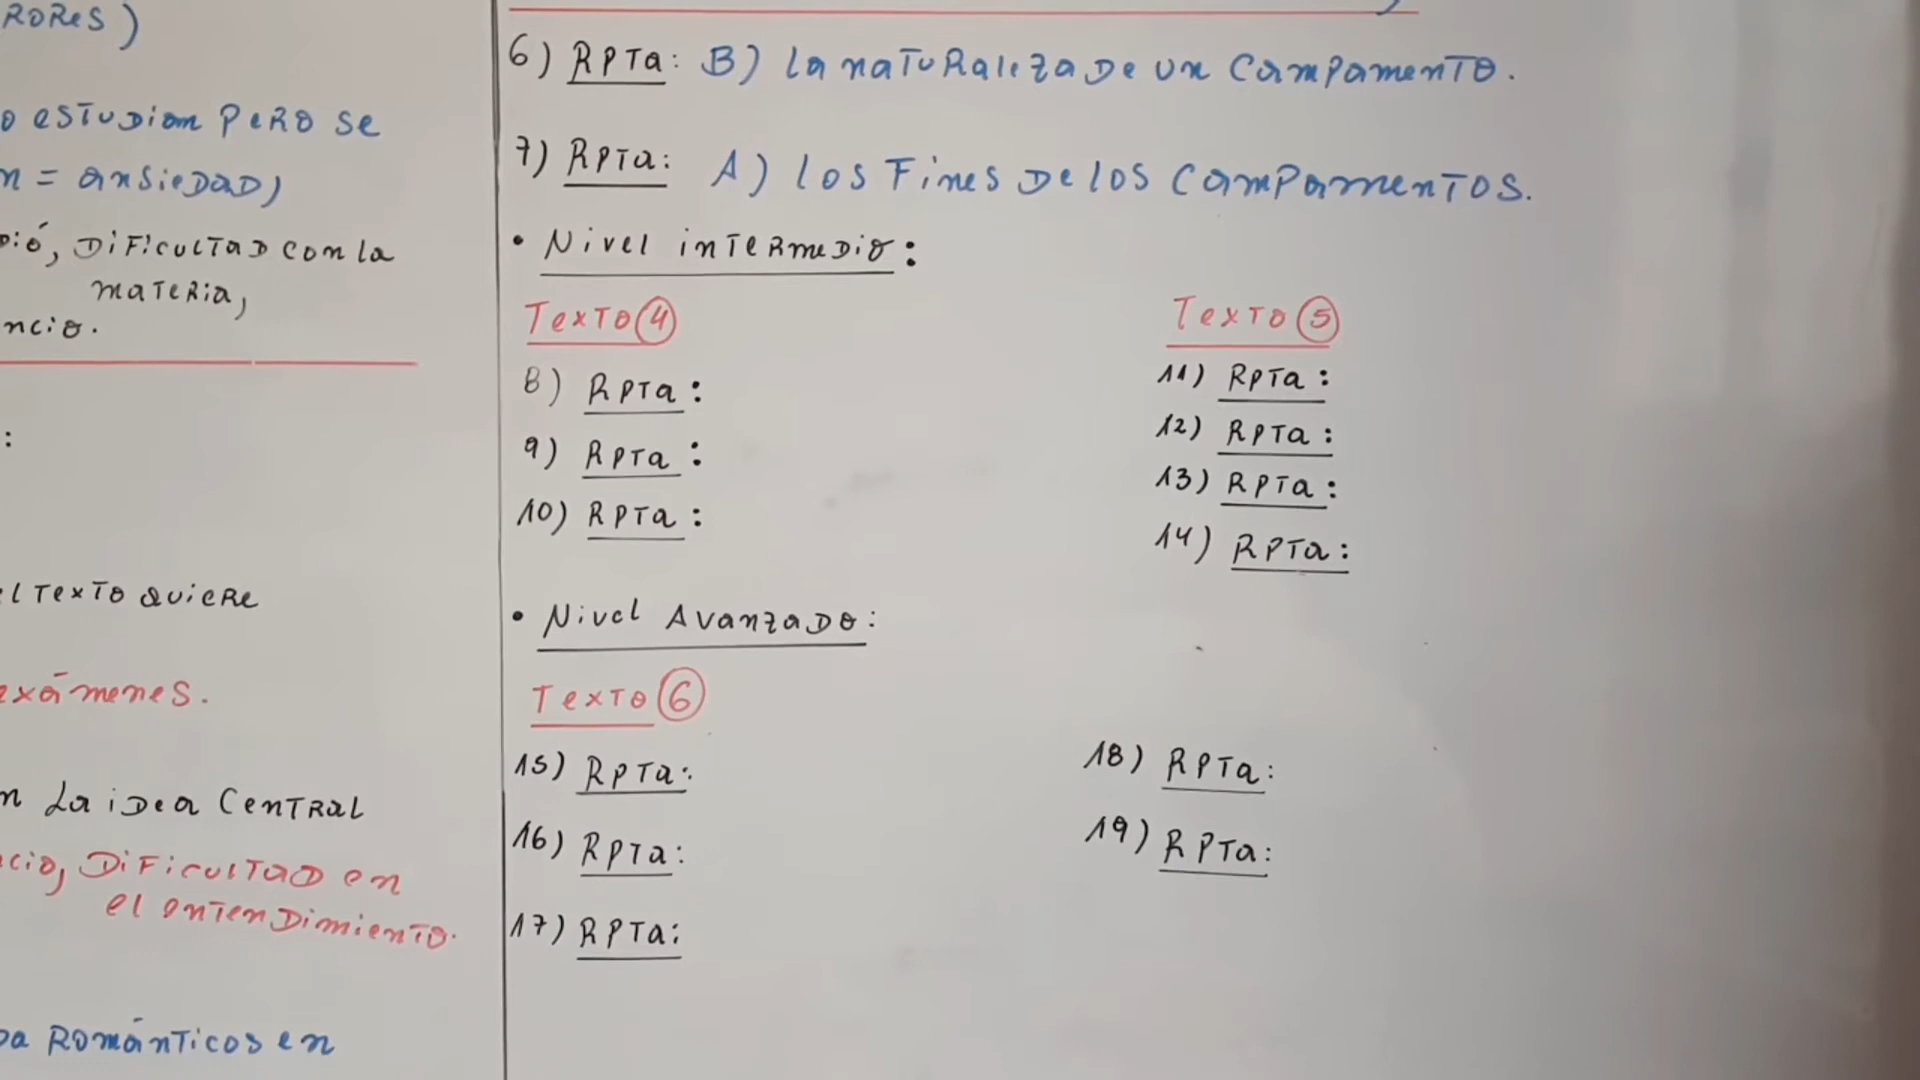 RORES)
O ESTUDIAN PERO SE
N = ANSIEDAD)
DIÓ, DIFICULTAD CON LA
MATERIA,
NCIO.
:
EL TEXTO QUIERE
EXÁMENES.
N LA IDEA CENTRAL
CIO, DIFICULTAD EN
EL ENTENDIMIENTO.
DA ROMÁNTICOS EN
6) RPTA: B) LA NATURALEZA DE UN CAMPAMENTO.
7) RPTA: A) LOS FINES DE LOS CAMPAMENTOS.
• NIVEL INTERMEDIO:
TEXTO 4
8) RPTA:
9) RPTA:
10) RPTA:
TEXTO 5
11) RPTA:
12) RPTA:
13) RPTA:
14) RPTA:
• NIVEL AVANZADO:
TEXTO 6
15) RPTA:
16) RPTA:
17) RPTA:
18) RPTA:
19) RPTA: